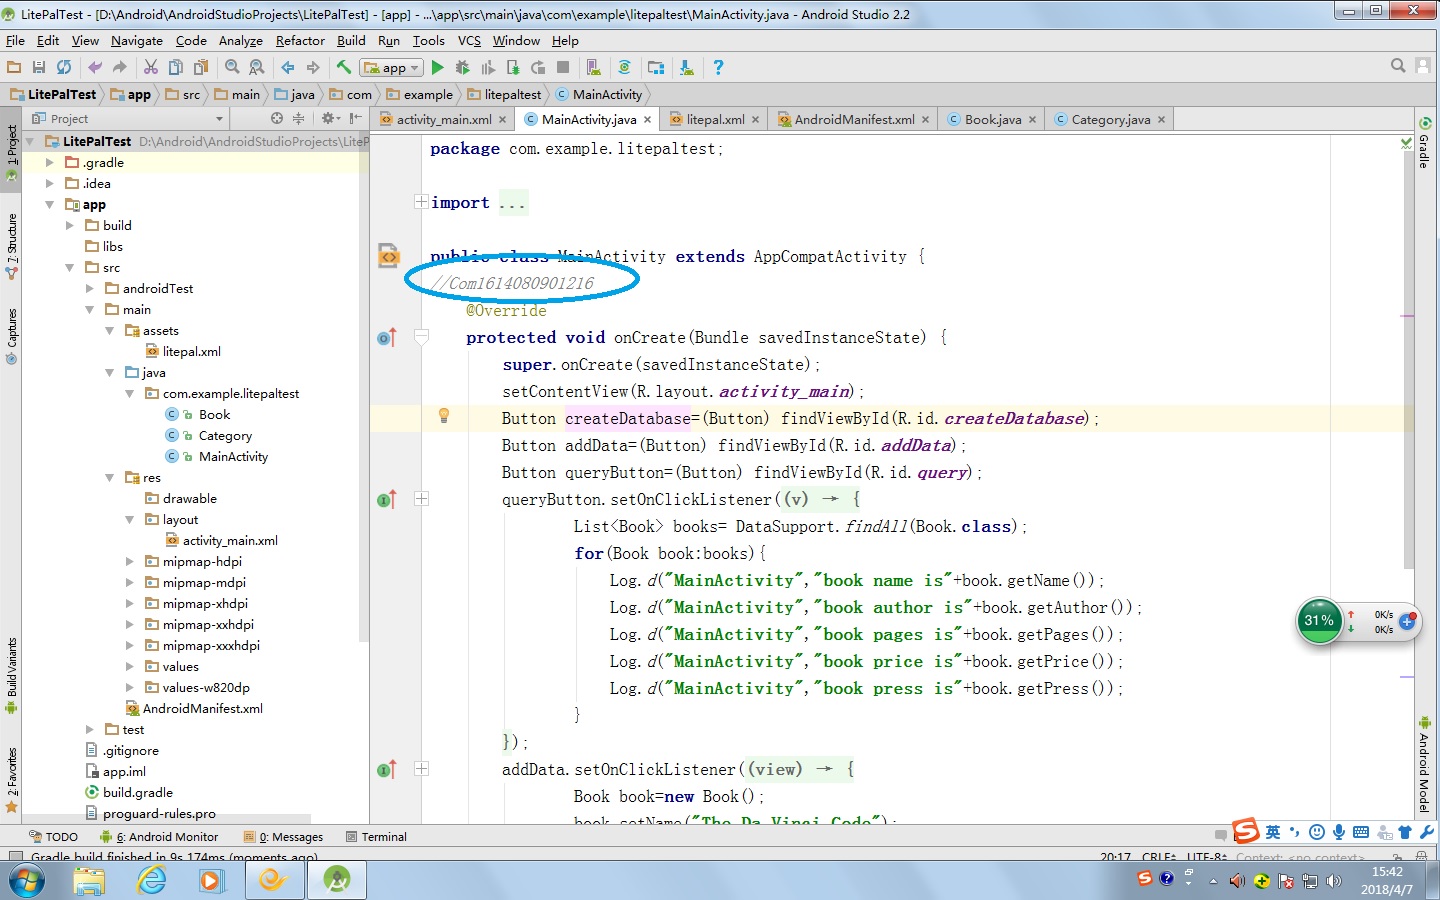 LitePalTest - [D:\Android\AndroidStudioProjects\LitePalTest] - [app] - ...\app\src\main\java\com\example\litepaltest\MainActivity.java - Android Studio 2.2
File Edit View Navigate Code Analyze Refactor Build Run Tools VCS Window Help
app
LitePalTest app src main java com example litepaltest MainActivity
Project
activity_main.xml MainActivity.java litepal.xml AndroidManifest.xml Book.java Category.java
1: Project
7: Structure
Captures
Build Variants
2: Favorites
LitePalTest D:\Android\AndroidStudioProjects\LiteP
.gradle
.idea
app
build
libs
src
androidTest
main
assets
litepal.xml
java
com.example.litepaltest
Book
Category
MainActivity
res
drawable
layout
activity_main.xml
mipmap-hdpi
mipmap-mdpi
mipmap-xhdpi
mipmap-xxhdpi
mipmap-xxxhdpi
values
values-w820dp
AndroidManifest.xml
test
.gitignore
app.iml
build.gradle
proguard-rules.pro
package com.example.litepaltest;
import ...
public class MainActivity extends AppCompatActivity {
//Com1614080901216
@Override
protected void onCreate(Bundle savedInstanceState) {
super.onCreate(savedInstanceState);
setContentView(R.layout.activity_main);
Button createDatabase=(Button) findViewById(R.id.createDatabase);
Button addData=(Button) findViewById(R.id.addData);
Button queryButton=(Button) findViewById(R.id.query);
queryButton.setOnClickListener((v) → {
List<Book> books= DataSupport.findAll(Book.class);
for(Book book:books){
Log.d("MainActivity","book name is"+book.getName());
Log.d("MainActivity","book author is"+book.getAuthor());
Log.d("MainActivity","book pages is"+book.getPages());
Log.d("MainActivity","book price is"+book.getPrice());
Log.d("MainActivity","book press is"+book.getPress());
}
});
addData.setOnClickListener((view) → {
Book book=new Book();
book.setName("The Da Vinci Code");
Gradle
Android Model
31% 0K/s
0K/s
TODO 6: Android Monitor 0: Messages Terminal
英
Gradle build finished in 9s 174ms (moments ago)
20:17 CRLF UTF-8 Context: <no context>
15:42
2018/4/7